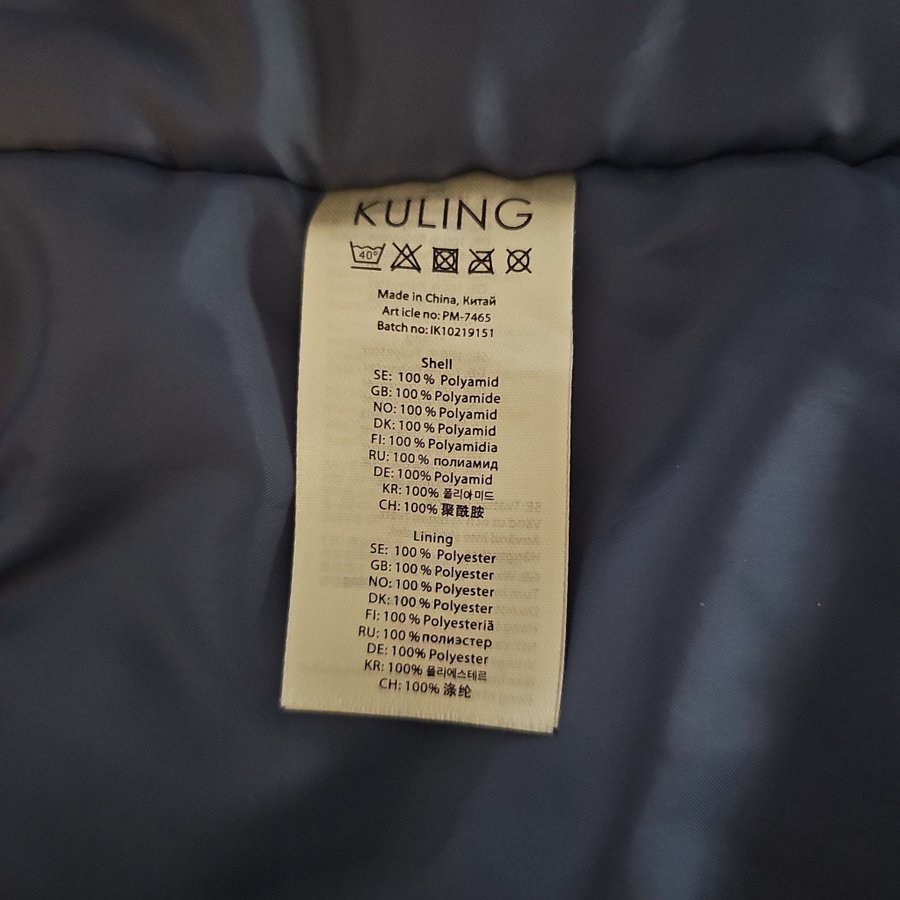 KULING
40°
Made in China, Китай
Article no: PM-7465
Batch no: IK10219151
Shell
SE: 100 % Polyamid
GB: 100 % Polyamide
NO: 100 % Polyamid
DK: 100 % Polyamid
FI: 100 % Polyamidia
RU: 100 % полиамид
DE: 100% Polyamid
KR: 100% 폴리아미드
CH: 100% 聚酰胺
Lining
SE: 100 % Polyester
GB: 100 % Polyester
NO: 100 % Polyester
DK: 100 % Polyester
FI: 100 % Polyesteriä
RU: 100 % полиэстер
DE: 100% Polyester
KR: 100% 폴리에스테르
CH: 100% 涤纶